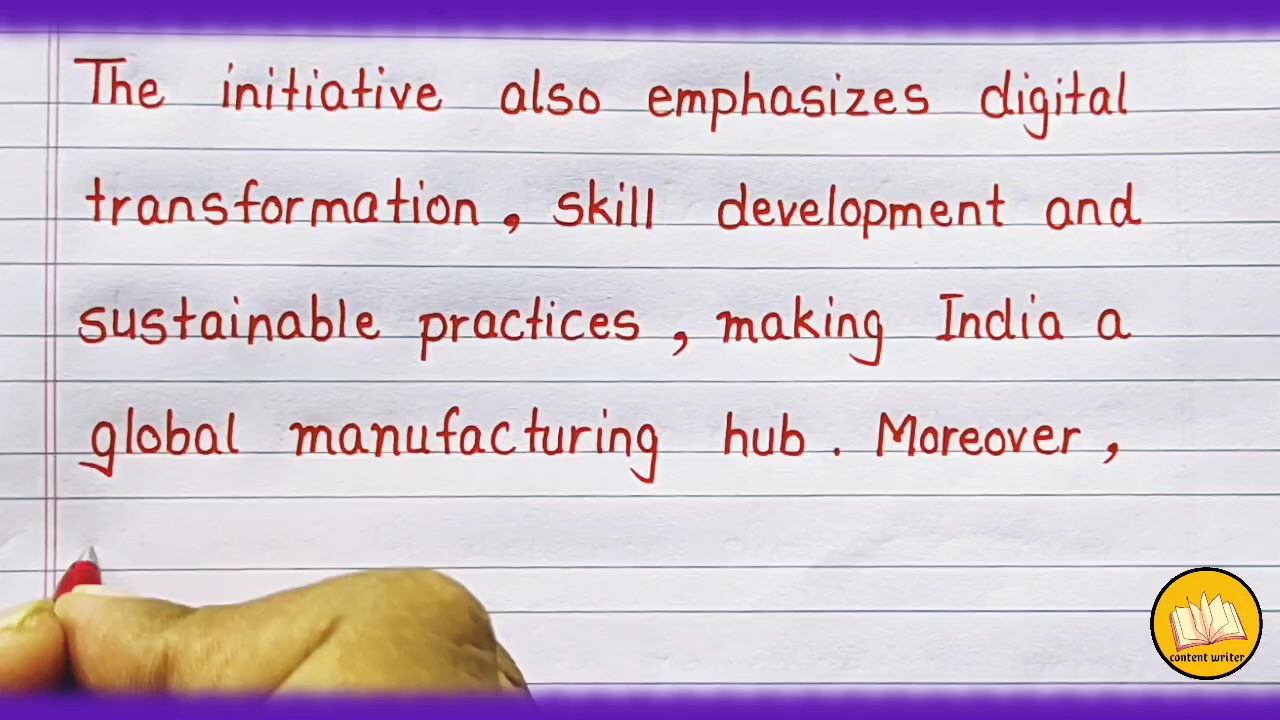 The initiative also emphasizes digital
transformation, skill development and
sustainable practices, making India a
global manufacturing hub. Moreover,
content writer